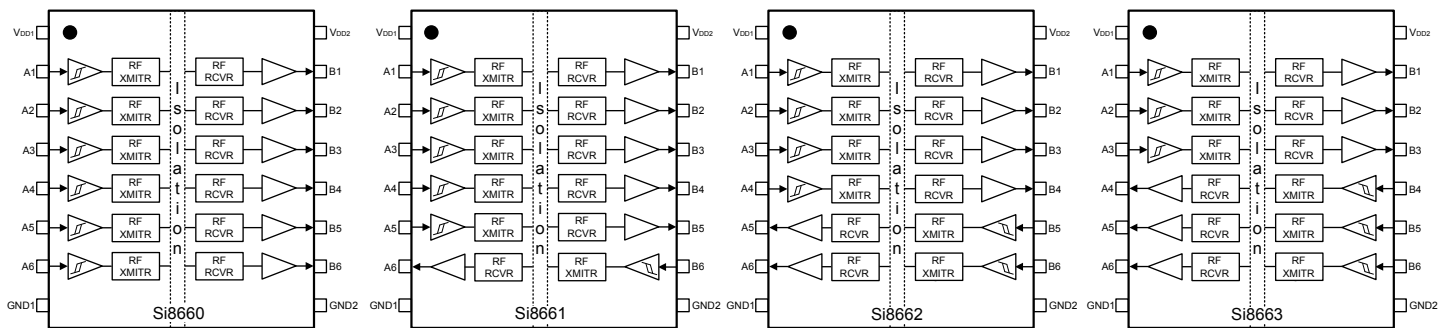 VDD1 VDD2 VDD1 VDD2 VDD1 VDD2 VDD1 VDD2
A1 RF XMITR RF RCVR B1 A1 RF XMITR RF RCVR B1 A1 RF XMITR RF RCVR B1 A1 RF XMITR RF RCVR B1
A2 RF XMITR RF RCVR B2 A2 RF XMITR RF RCVR B2 A2 RF XMITR RF RCVR B2 A2 RF XMITR RF RCVR B2
A3 RF XMITR RF RCVR B3 A3 RF XMITR RF RCVR B3 A3 RF XMITR RF RCVR B3 A3 RF XMITR RF RCVR B3
A4 RF XMITR RF RCVR B4 A4 RF XMITR RF RCVR B4 A4 RF XMITR RF RCVR B4 A4 RF RCVR RF XMITR B4
A5 RF XMITR RF RCVR B5 A5 RF XMITR RF RCVR B5 A5 RF RCVR RF XMITR B5 A5 RF RCVR RF XMITR B5
A6 RF XMITR RF RCVR B6 A6 RF RCVR RF XMITR B6 A6 RF RCVR RF XMITR B6 A6 RF RCVR RF XMITR B6
Isolation Isolation Isolation Isolation
GND1 GND2 GND1 GND2 GND1 GND2 GND1 GND2
Si8660 Si8661 Si8662 Si8663